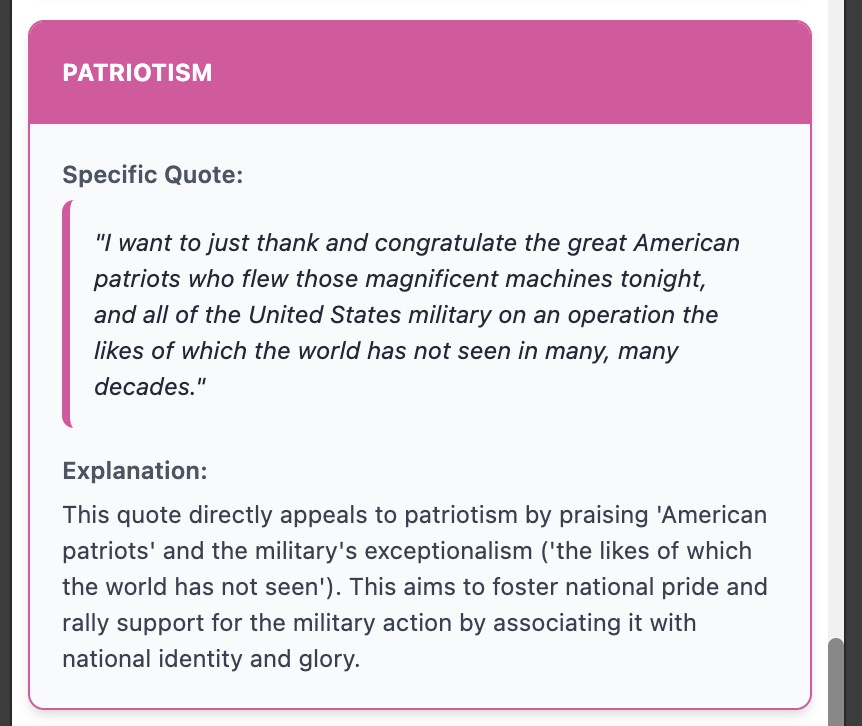 PATRIOTISM
Specific Quote:
"I want to just thank and congratulate the great American
patriots who flew those magnificent machines tonight,
and all of the United States military on an operation the
likes of which the world has not seen in many, many
decades."
Explanation:
This quote directly appeals to patriotism by praising 'American
patriots' and the military's exceptionalism ('the likes of which
the world has not seen'). This aims to foster national pride and
rally support for the military action by associating it with
national identity and glory.